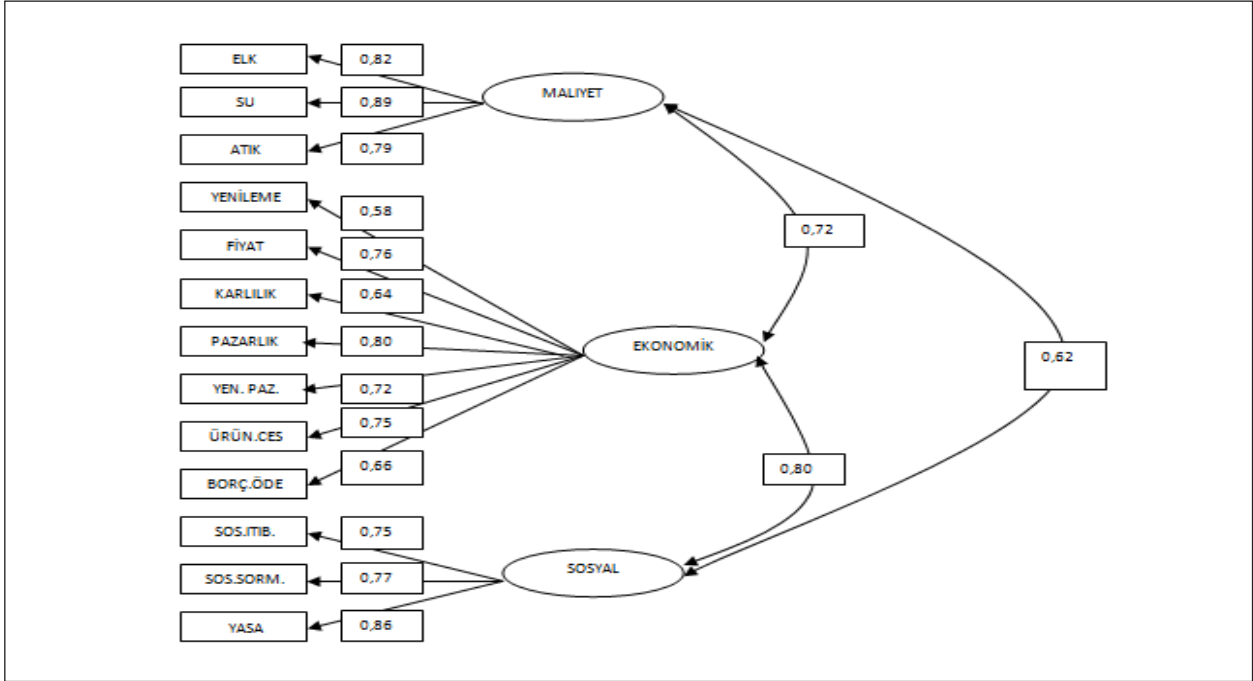 ELK
0,82
MALIYET
SU
0,89
ATIK
0,79
YENİLEME
0,58
FİYAT
0,76
0,72
KARLILIK
0,64
PAZARLIK
0,80
EKONOMİK
0,62
YEN. PAZ.
0,72
ÜRÜN.CES
0,75
BORÇ.ÖDE
0,66
0,80
SOS.ITIB.
0,75
SOS.SORM.
0,77
SOSYAL
YASA
0,86